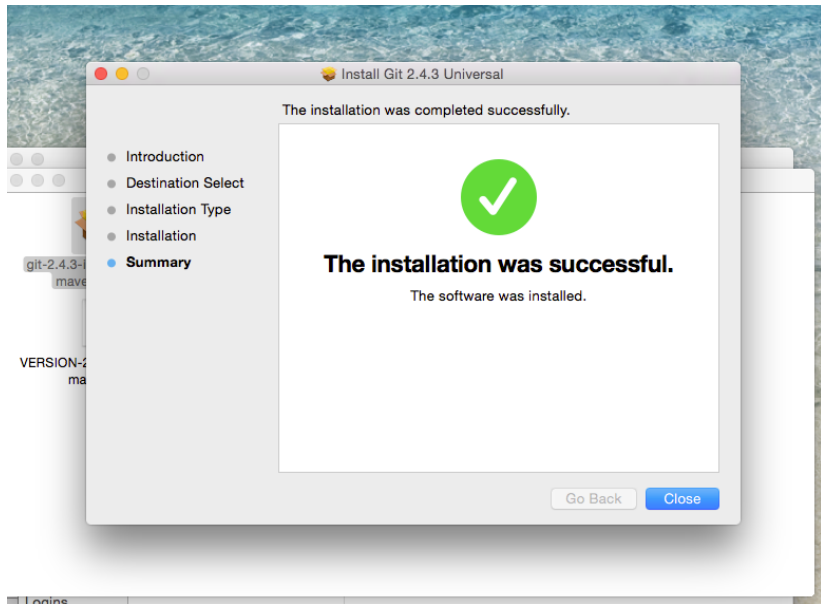 Install Git 2.4.3 Universal
The installation was completed successfully.
Introduction
Destination Select
Installation Type
Installation
Summary
The installation was successful.
The software was installed.
Go Back
Close
git-2.4.3-i
mave
VERSION-2
ma
Logins